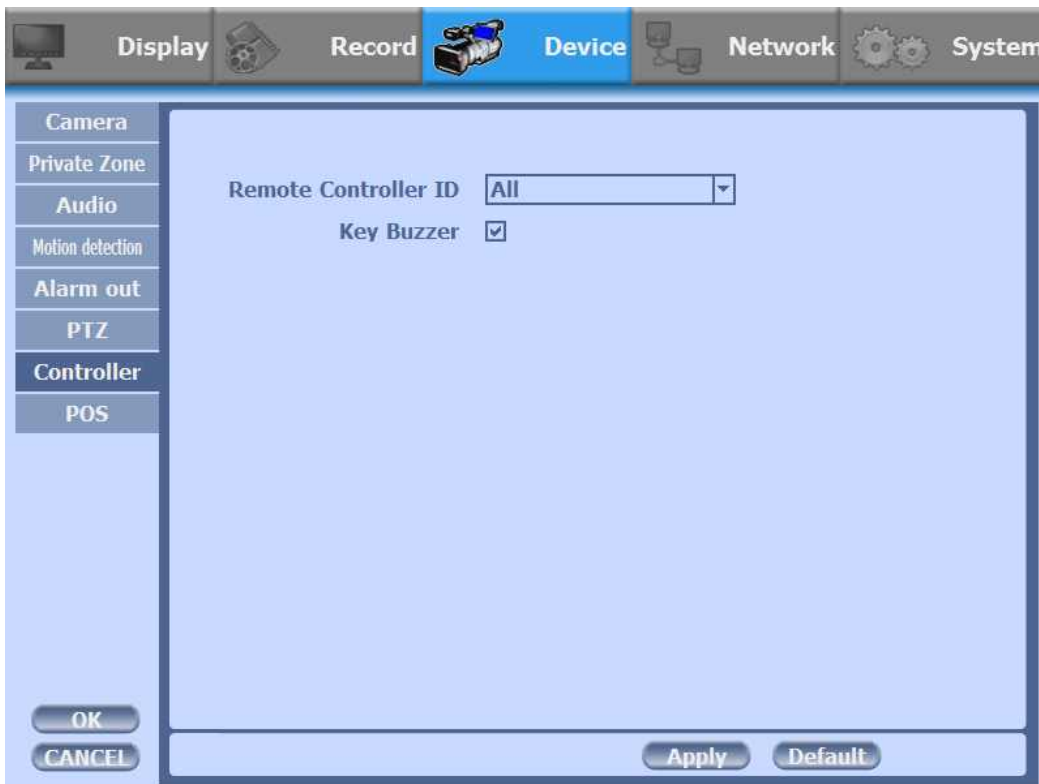 Display Record Device Network System
Camera
Private Zone
Audio
Motion detection
Alarm out
PTZ
Controller
POS
Remote Controller ID All
Key Buzzer
OK
CANCEL
Apply Default